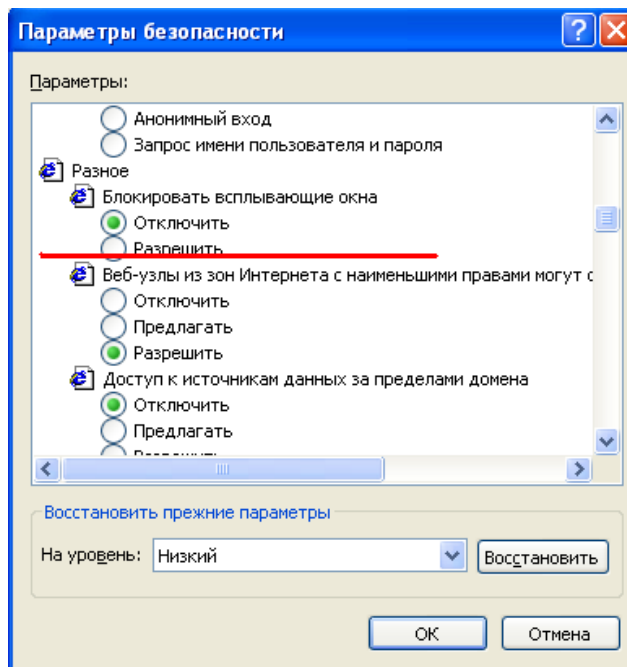 Параметры безопасности
Параметры:
Анонимный вход
Запрос имени пользователя и пароля
Разное
Блокировать всплывающие окна
Отключить
Разрешить
Веб-узлы из зон Интернета с наименьшими правами могут с
Отключить
Предлагать
Разрешить
Доступ к источникам данных за пределами домена
Отключить
Предлагать
Восстановить прежние параметры
На уровень: Низкий Восстановить
ОК Отмена